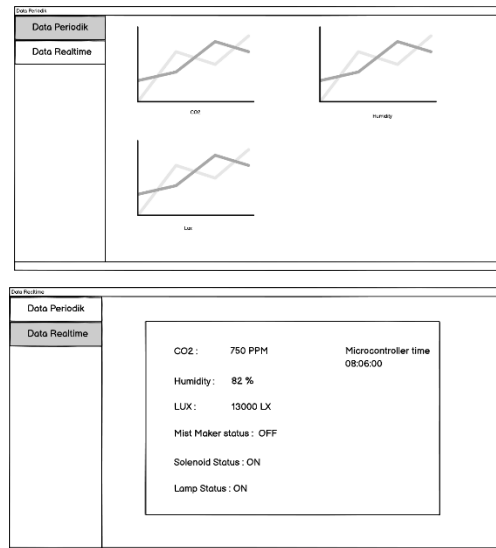 Data Periodik
Data Periodik
Data Realtime
CO2
Humidity
Lux
Data Realtime
Data Periodik
Data Realtime
CO2 : 750 PPM
Microcontroller time
08:06:00
Humidity : 82 %
LUX : 13000 LX
Mist Maker status : OFF
Solenoid Status : ON
Lamp Status : ON